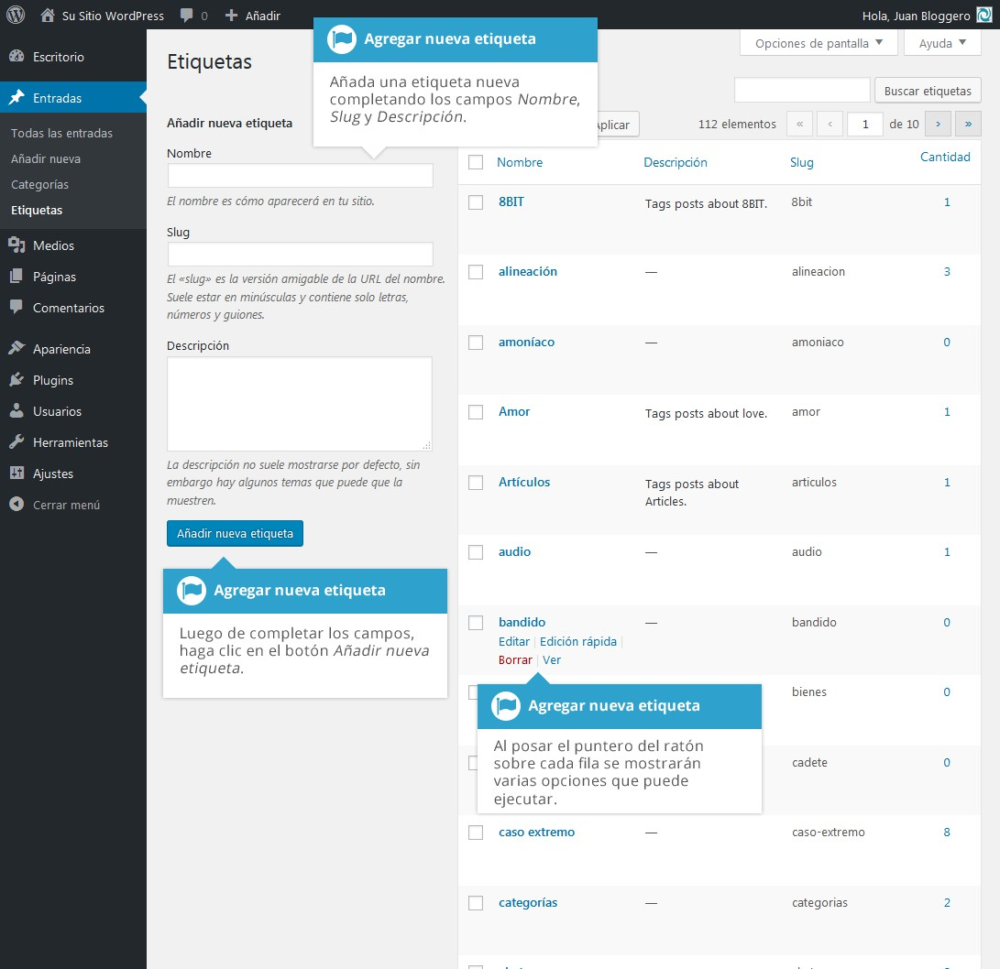 Su Sitio WordPress
0
Añadir
Hola, Juan Bloggero
Escritorio
Entradas
Todas las entradas
Añadir nueva
Categorías
Etiquetas
Medios
Páginas
Comentarios
Apariencia
Plugins
Usuarios
Herramientas
Ajustes
Cerrar menú
Etiquetas
Opciones de pantalla
Ayuda
Agregar nueva etiqueta
Añada una etiqueta nueva
completando los campos Nombre,
Slug y Descripción.
Buscar etiquetas
Aplicar
112 elementos
«
‹
1
de 10
›
»
Añadir nueva etiqueta
Nombre
El nombre es cómo aparecerá en tu sitio.
Slug
El «slug» es la versión amigable de la URL del nombre.
Suele estar en minúsculas y contiene solo letras,
números y guiones.
Descripción
La descripción no suele mostrarse por defecto, sin
embargo hay algunos temas que puede que la
muestren.
Añadir nueva etiqueta
Agregar nueva etiqueta
Luego de completar los campos,
haga clic en el botón Añadir nueva
etiqueta.
Nombre Descripción Slug Cantidad
8BIT Tags posts about 8BIT. 8bit 1
alineación — alineacion 3
amoníaco — amoniaco 0
Amor Tags posts about love. amor 1
Artículos Tags posts about articulos 1
Articles.
audio — audio 1
bandido — bandido 0
Editar | Edición rápida |
Borrar | Ver
bienes 0
Agregar nueva etiqueta
Al posar el puntero del ratón
sobre cada fila se mostrarán
varias opciones que puede
ejecutar.
cadete 0
caso extremo — caso-extremo 8
categorías — categorias 2